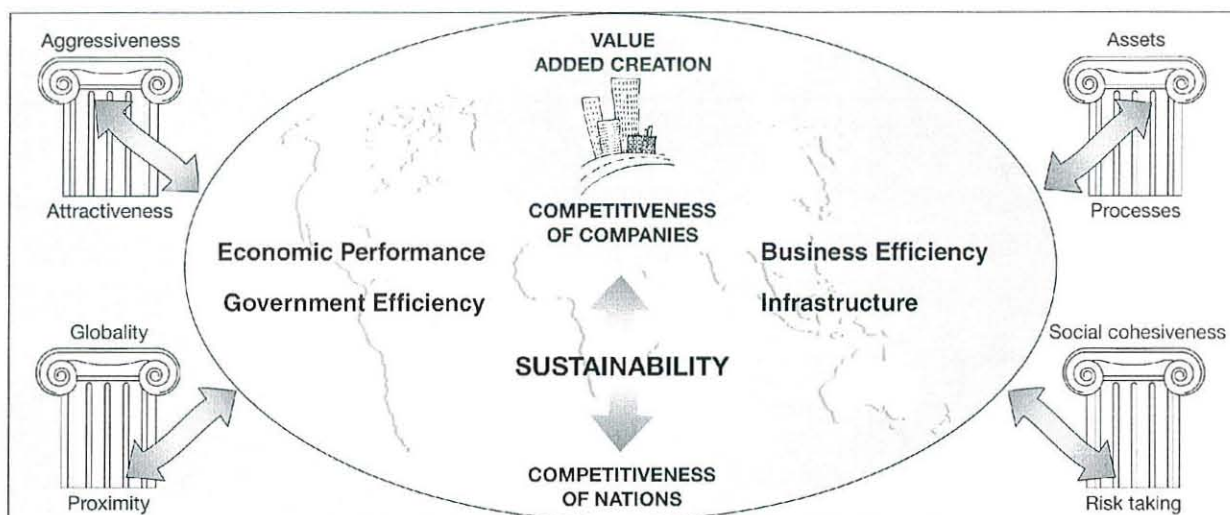 Aggressiveness
Attractiveness
Globality
Proximity
VALUE
ADDED CREATION
COMPETITIVENESS
OF COMPANIES
Economic Performance
Government Efficiency
Business Efficiency
Infrastructure
SUSTAINABILITY
COMPETITIVENESS
OF NATIONS
Assets
Processes
Social cohesiveness
Risk taking